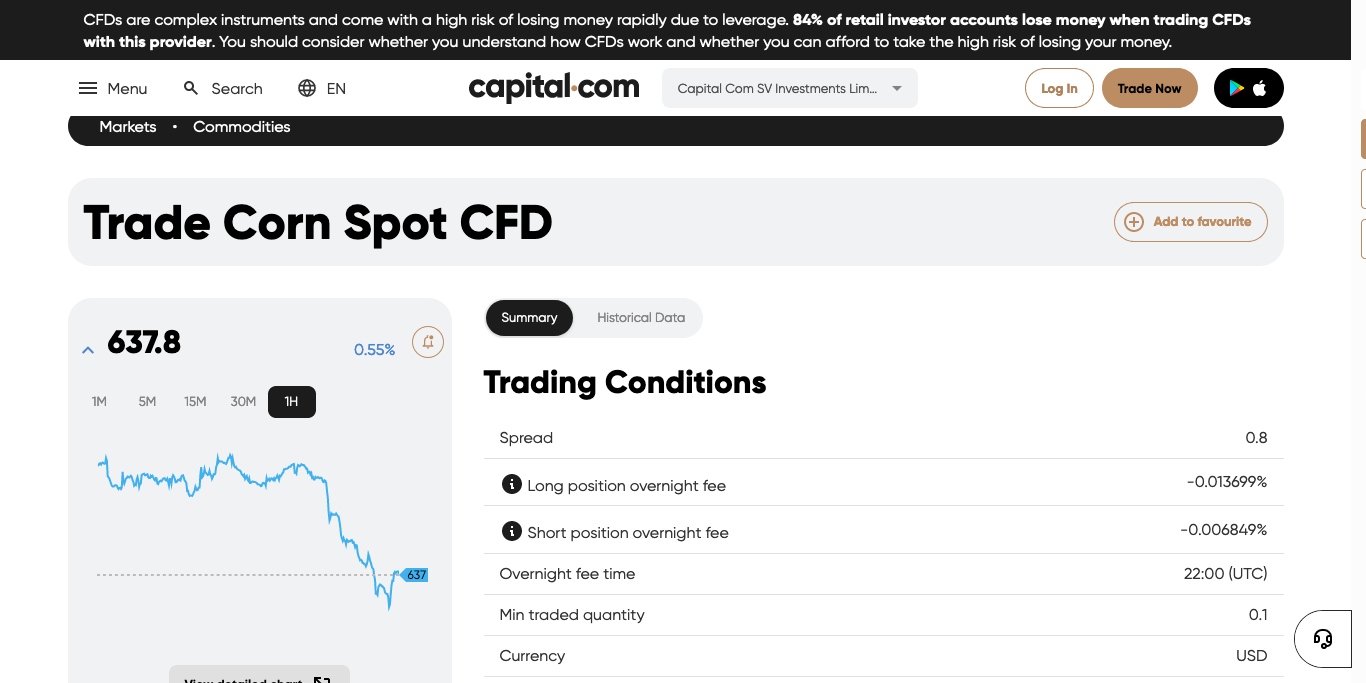 CFDs are complex instruments and come with a high risk of losing money rapidly due to leverage. 84% of retail investor accounts lose money when trading CFDs
with this provider. You should consider whether you understand how CFDs work and whether you can afford to take the high risk of losing your money.
Menu Search EN capital.com Capital Com SV Investments Lim... Log In Trade Now
Markets • Commodities
Trade Corn Spot CFD
Add to favourite
637.8
0.55%
1M 5M 15M 30M 1H
637
View detailed chart
Summary Historical Data
Trading Conditions
Spread 0.8
Long position overnight fee -0.013699%
Short position overnight fee -0.006849%
Overnight fee time 22:00 (UTC)
Min traded quantity 0.1
Currency USD